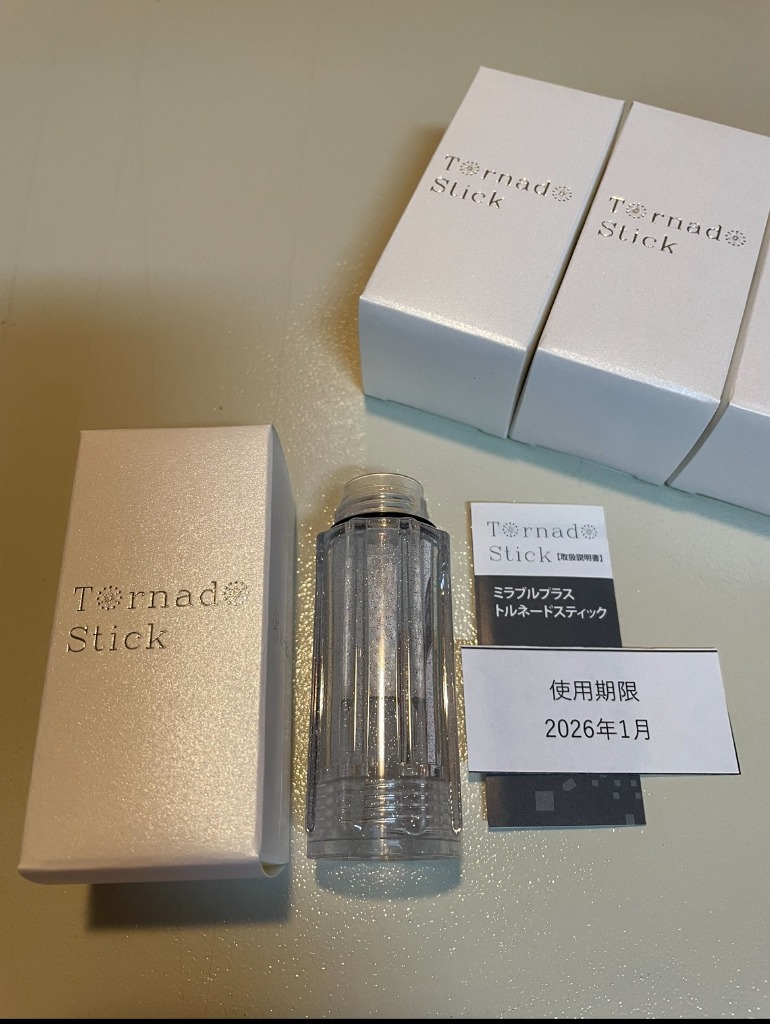 Tornado
Stick
Tornado
Stick
Tornado
Stick
Tornado
Stick【取扱説明書】
ミラブルプラス
トルネードスティック
使用期限
2026年1月